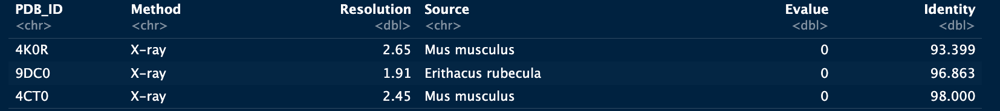 PDB_ID Method Resolution Source Evalue Identity
<chr> <chr> <dbl> <chr> <dbl> <dbl>
4K0R X-ray 2.65 Mus musculus 0 93.399
9DC0 X-ray 1.91 Erithacus rubecula 0 96.863
4CT0 X-ray 2.45 Mus musculus 0 98.000